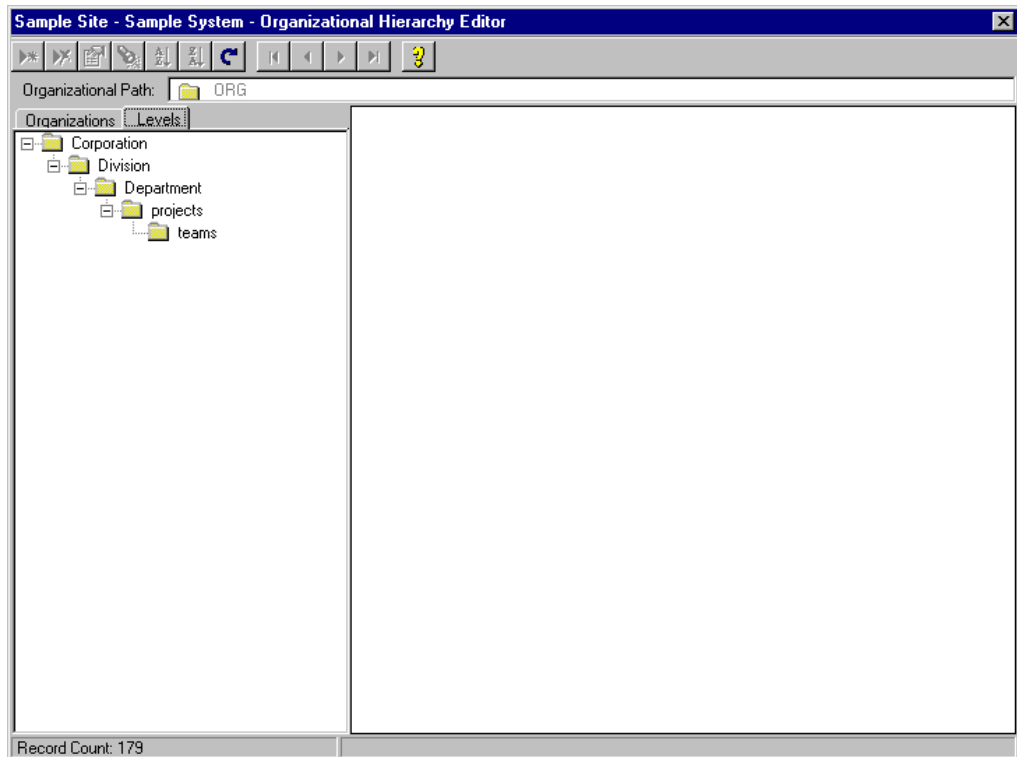 Sample Site - Sample System - Organizational Hierarchy Editor
Organizational Path: ORG
Organizations Levels
Corporation
Division
Department
projects
teams
Record Count: 179